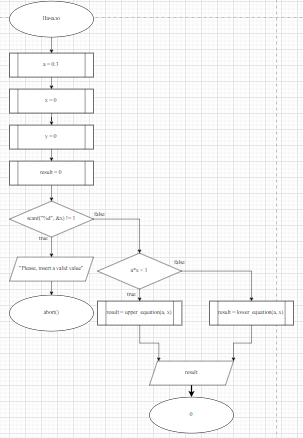 Начало
a = 0.3
x = 0
y = 0
result = 0
scanf("%d", &x) != 1
false
true
"Please, insert a valid value"
a*x < 1
false
true
abort()
result = upper_equation(a, x)
result = lower_equation(a, x)
result
0